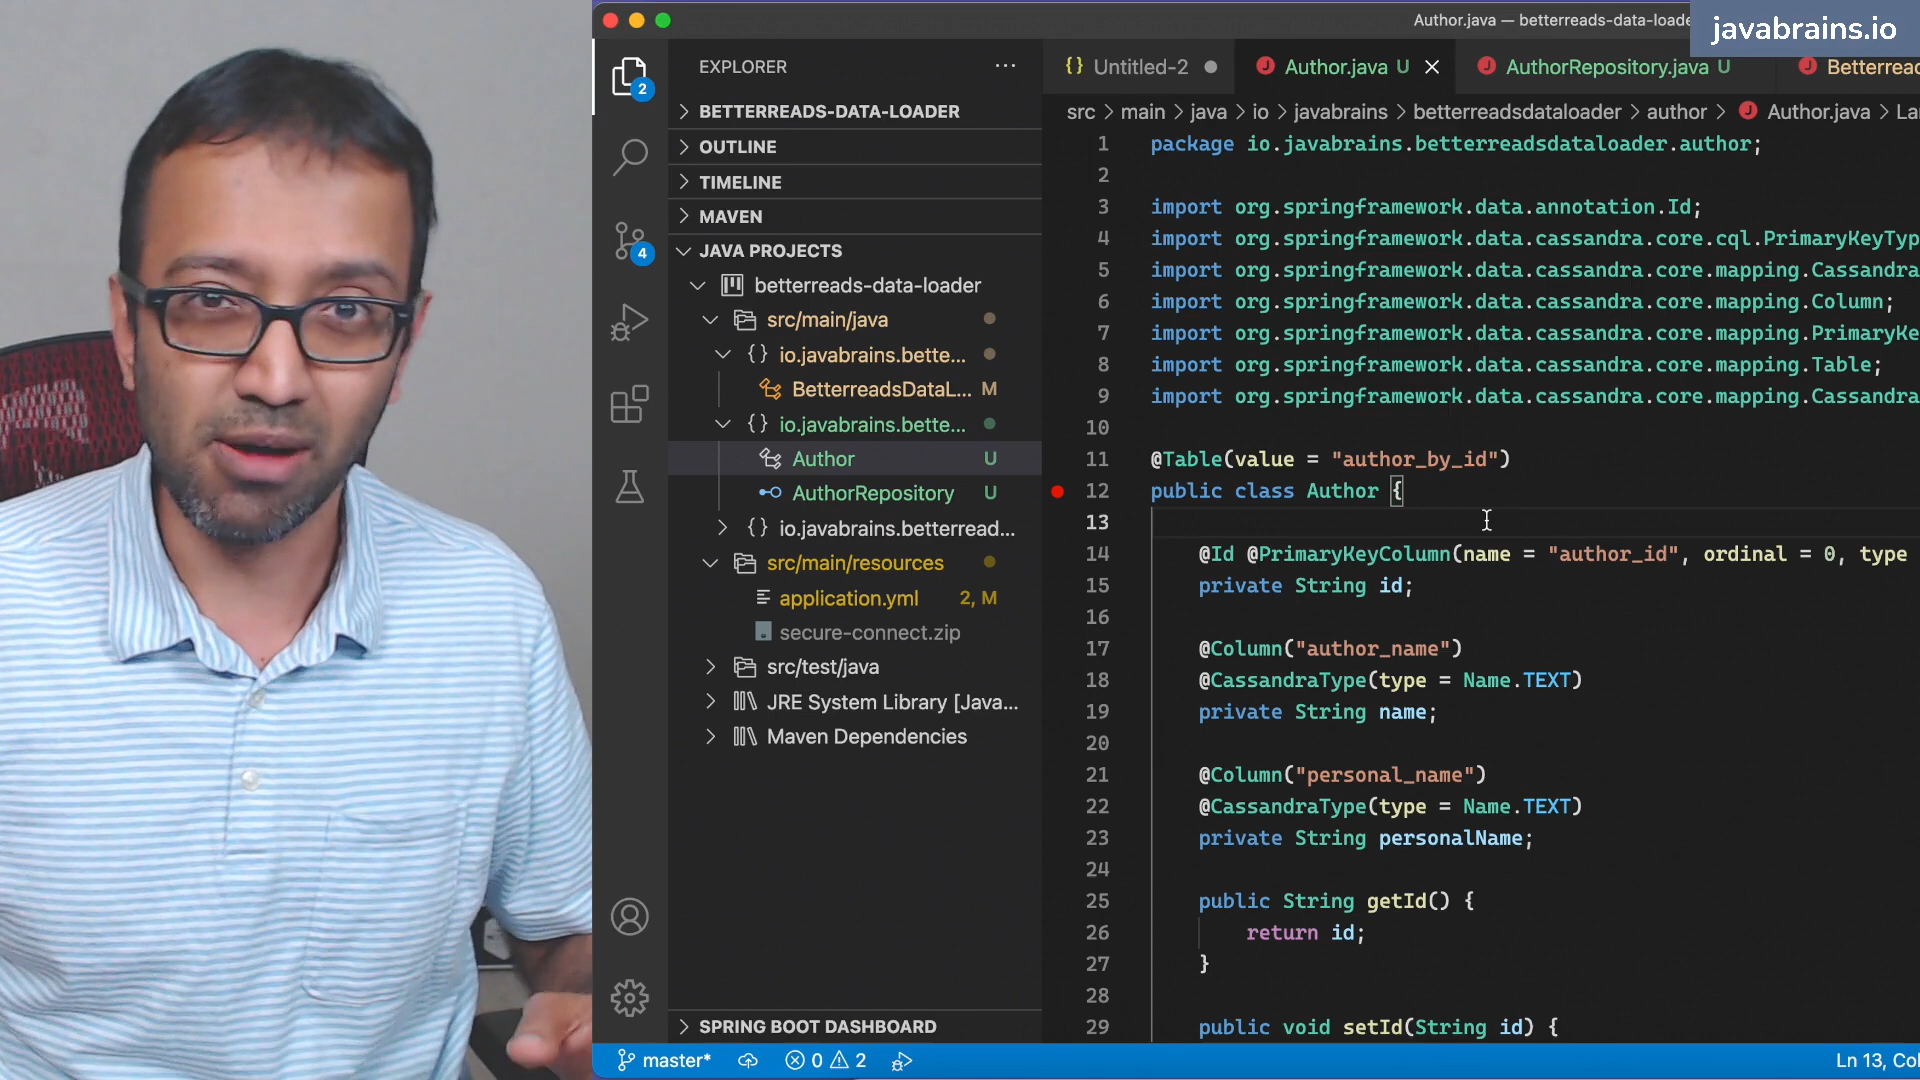 Author.java — betterreads-data-loade
javabrains.io
EXPLORER
Untitled-2
Author.java U
AuthorRepository.java U
Betterread
2
BETTERREADS-DATA-LOADER
OUTLINE
TIMELINE
MAVEN
JAVA PROJECTS
4
betterreads-data-loader
src/main/java
{} io.javabrains.bette...
BetterreadsDataL... M
{} io.javabrains.bette...
Author U
AuthorRepository U
{} io.javabrains.betterread...
src/main/resources
application.yml 2, M
secure-connect.zip
src/test/java
JRE System Library [Java...
Maven Dependencies
SPRING BOOT DASHBOARD
src > main > java > io > javabrains > betterreadsdataloader > author > Author.java > La
1 package io.javabrains.betterreadsdataloader.author;
2
3 import org.springframework.data.annotation.Id;
4 import org.springframework.data.cassandra.core.cql.PrimaryKeyTyp
5 import org.springframework.data.cassandra.core.mapping.Cassandra
6 import org.springframework.data.cassandra.core.mapping.Column;
7 import org.springframework.data.cassandra.core.mapping.PrimaryKe
8 import org.springframework.data.cassandra.core.mapping.Table;
9 import org.springframework.data.cassandra.core.mapping.Cassandra
10
11 @Table(value = "author_by_id")
12 public class Author {
13
14 @Id @PrimaryKeyColumn(name = "author_id", ordinal = 0, type
15 private String id;
16
17 @Column("author_name")
18 @CassandraType(type = Name.TEXT)
19 private String name;
20
21 @Column("personal_name")
22 @CassandraType(type = Name.TEXT)
23 private String personalName;
24
25 public String getId() {
26 return id;
27 }
28
29 public void setId(String id) {
master* 0 2
Ln 13, Col